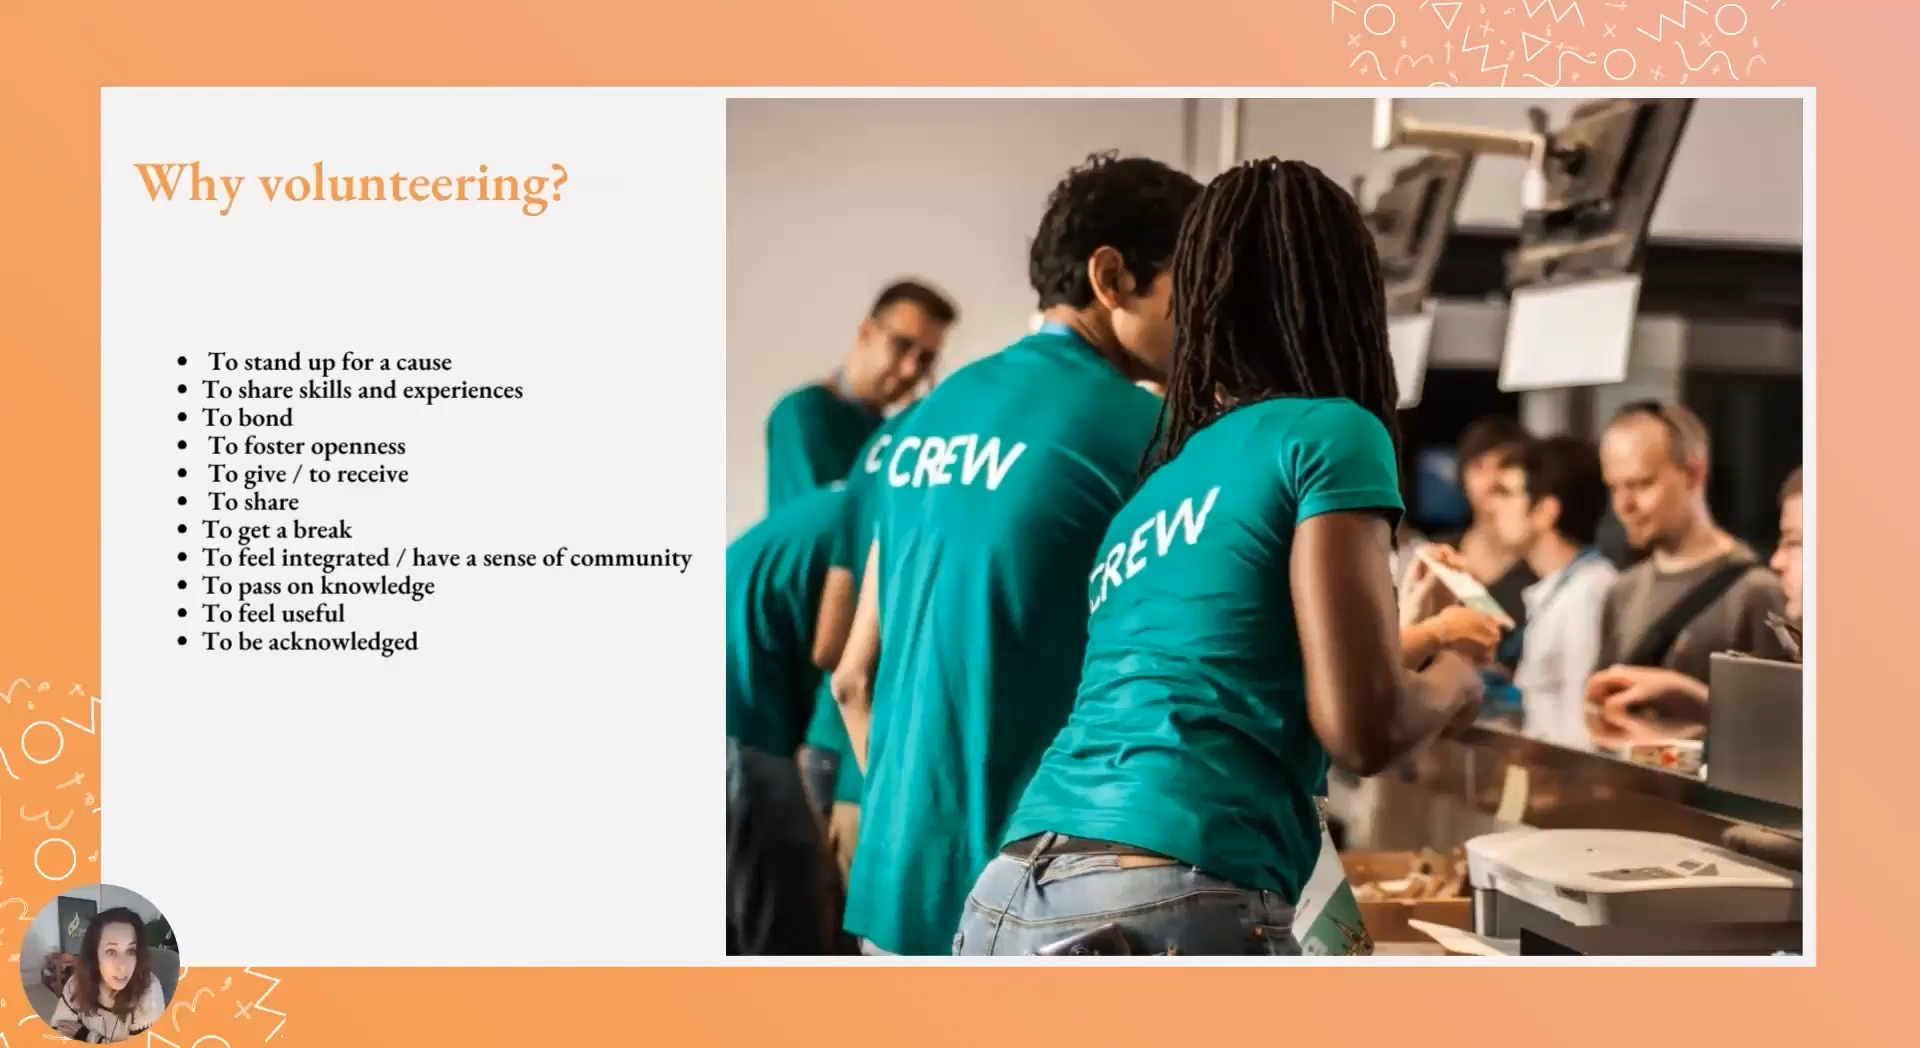 Why volunteering?
To stand up for a cause
To share skills and experiences
To bond
To foster openness
To give / to receive
To share
To get a break
To feel integrated / have a sense of community
To pass on knowledge
To feel useful
To be acknowledged
C CREW
CREW